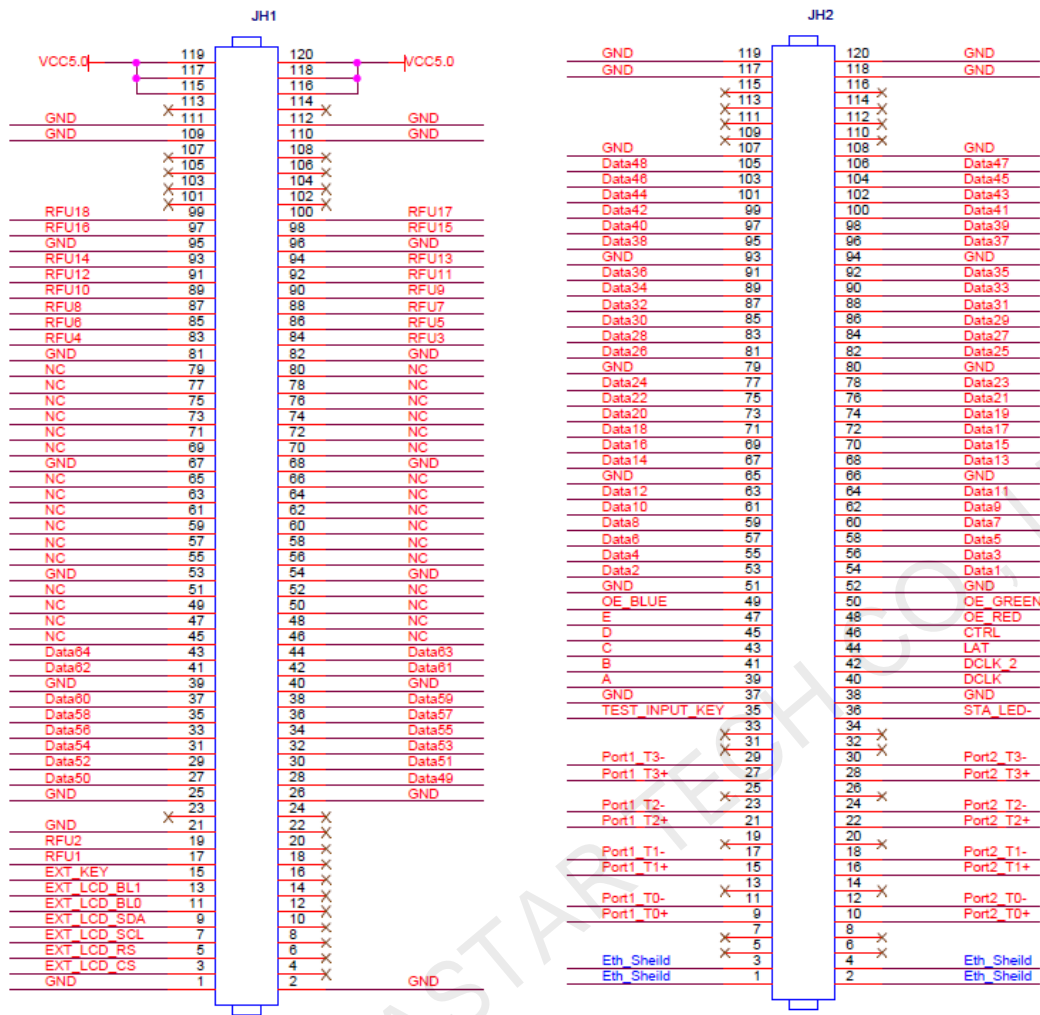 JH1
VCC5.0 119 120 VCC5.0
117 118
115 116
113 114
GND 111 112 GND
GND 109 110 GND
107 108
105 106
103 104
101 102
RFU18 99 100 RFU17
RFU16 97 98 RFU15
GND 95 96 GND
RFU14 93 94 RFU13
RFU12 91 92 RFU11
RFU10 89 90 RFU9
RFU8 87 88 RFU7
RFU6 85 86 RFU5
RFU4 83 84 RFU3
GND 81 82 GND
NC 79 80 NC
NC 77 78 NC
NC 75 76 NC
NC 73 74 NC
NC 71 72 NC
NC 69 70 NC
GND 67 68 GND
NC 65 66 NC
NC 63 64 NC
NC 61 62 NC
NC 59 60 NC
NC 57 58 NC
NC 55 56 NC
GND 53 54 GND
NC 51 52 NC
NC 49 50 NC
NC 47 48 NC
NC 45 46 NC
Data64 43 44 Data63
Data62 41 42 Data61
GND 39 40 GND
Data60 37 38 Data59
Data58 35 36 Data57
Data56 33 34 Data55
Data54 31 32 Data53
Data52 29 30 Data51
Data50 27 28 Data49
GND 25 26 GND
23 24
GND 21 22
RFU2 19 20
RFU1 17 18
EXT_KEY 15 16
EXT_LCD_BL1 13 14
EXT_LCD_BL0 11 12
EXT_LCD_SDA 9 10
EXT_LCD_SCL 7 8
EXT_LCD_RS 5 6
EXT_LCD_CS 3 4
GND 1 2 GND
JH2
GND 119 120 GND
GND 117 118 GND
115 116
113 114
111 112
109 110
GND 107 108 GND
Data48 105 106 Data47
Data46 103 104 Data45
Data44 101 102 Data43
Data42 99 100 Data41
Data40 97 98 Data39
Data38 95 96 Data37
GND 93 94 GND
Data36 91 92 Data35
Data34 89 90 Data33
Data32 87 88 Data31
Data30 85 86 Data29
Data28 83 84 Data27
Data26 81 82 Data25
GND 79 80 GND
Data24 77 78 Data23
Data22 75 76 Data21
Data20 73 74 Data19
Data18 71 72 Data17
Data16 69 70 Data15
Data14 67 68 Data13
GND 65 66 GND
Data12 63 64 Data11
Data10 61 62 Data9
Data8 59 60 Data7
Data6 57 58 Data5
Data4 55 56 Data3
Data2 53 54 Data1
GND 51 52 GND
OE_BLUE 49 50 OE_GREEN
E 47 48 OE_RED
D 45 46 CTRL
C 43 44 LAT
B 41 42 DCLK_2
A 39 40 DCLK
GND 37 38 GND
TEST_INPUT_KEY 35 36 STA_LED-
33 34
31 32
Port1_T3- 29 30 Port2_T3-
Port1_T3+ 27 28 Port2_T3+
25 26
Port1_T2- 23 24 Port2_T2-
Port1_T2+ 21 22 Port2_T2+
19 20
Port1_T1- 17 18 Port2_T1-
Port1_T1+ 15 16 Port2_T1+
13 14
Port1_T0- 11 12 Port2_T0-
Port1_T0+ 9 10 Port2_T0+
7 8
5 6
Eth_Sheild 3 4 Eth_Sheild
Eth_Sheild 1 2 Eth_Sheild
ASTAR TECH CO.,